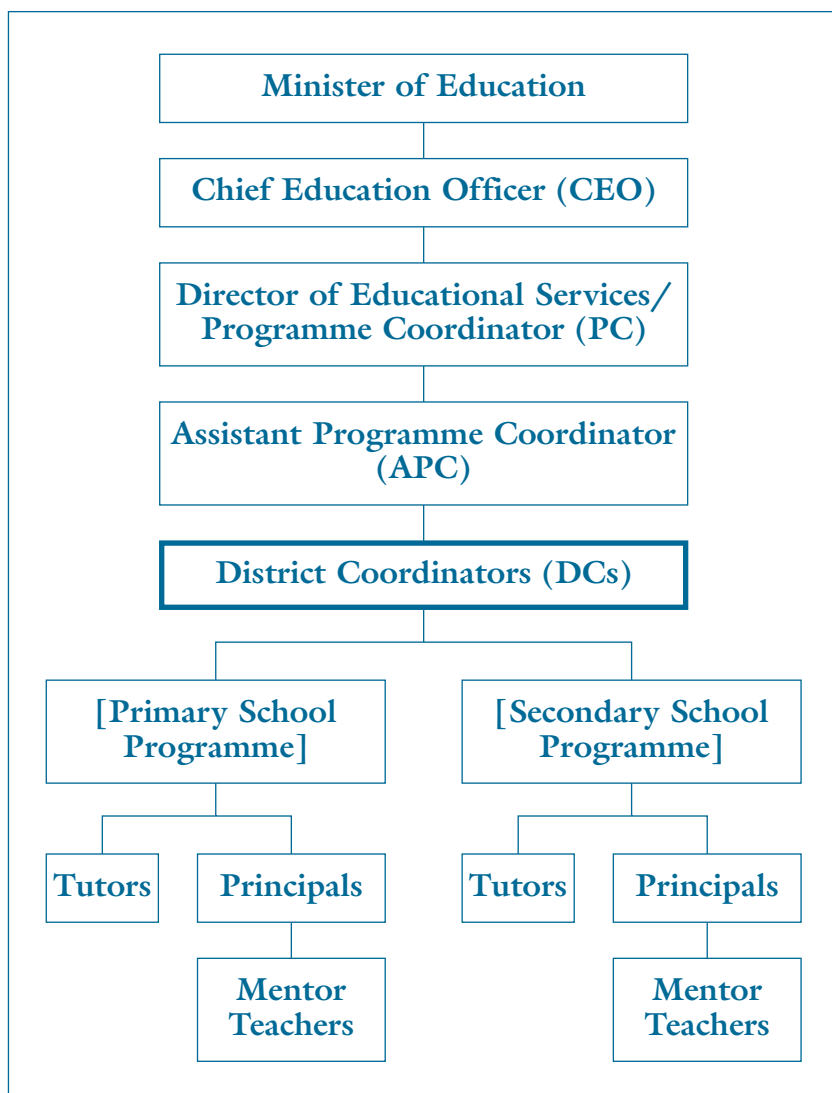 Minister of Education
Chief Education Officer (CEO)
Director of Educational Services/
Programme Coordinator (PC)
Assistant Programme Coordinator
(APC)
District Coordinators (DCs)
[Primary School
Programme]
[Secondary School
Programme]
Tutors
Principals
Tutors
Principals
Mentor
Teachers
Mentor
Teachers